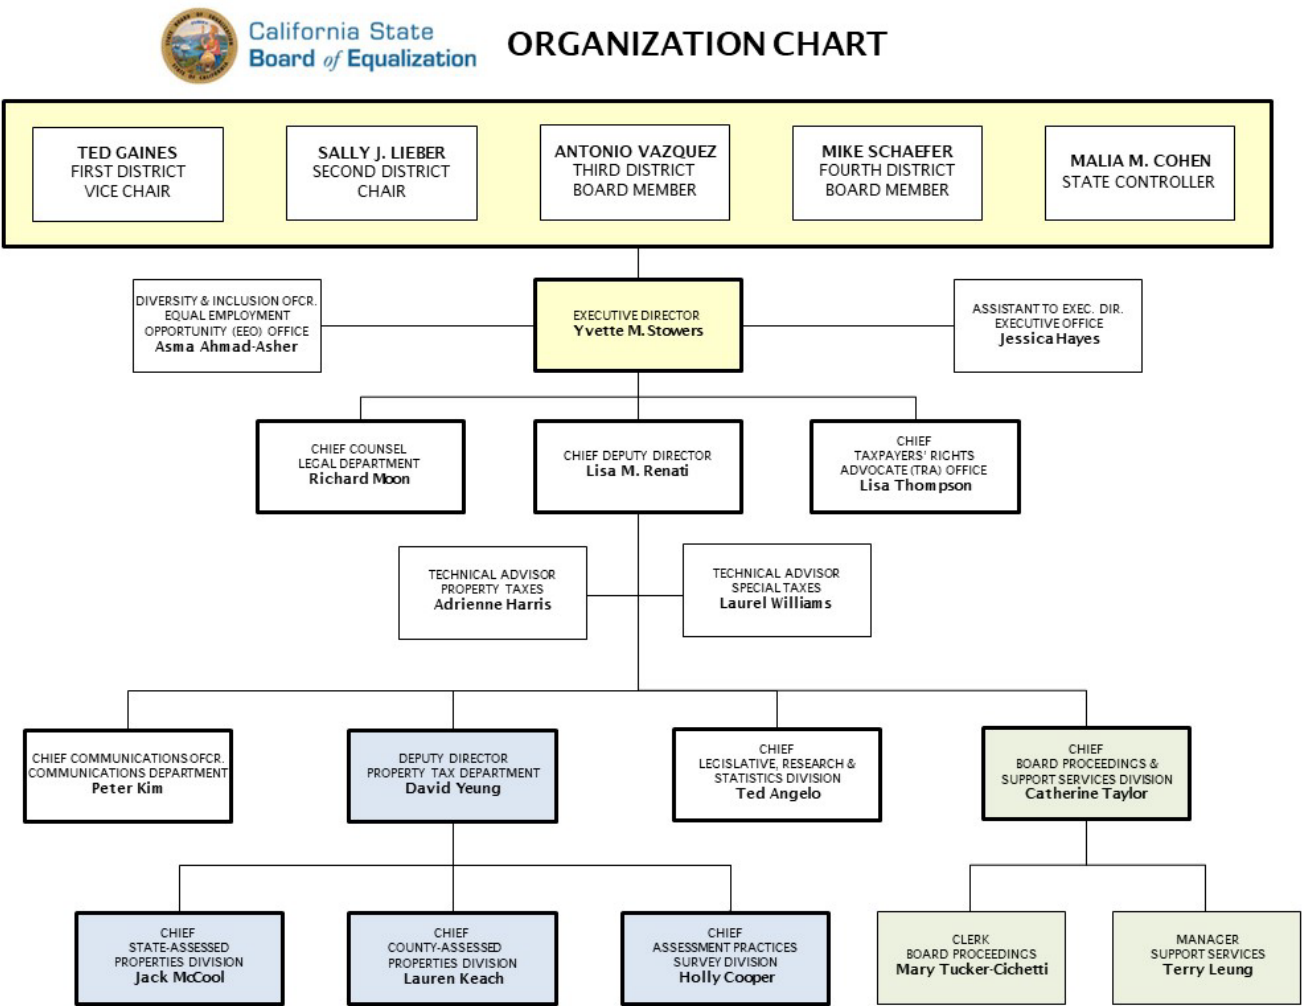 California State
Board of Equalization
ORGANIZATION CHART
TED GAINES
FIRST DISTRICT
VICE CHAIR
SALLY J. LIEBER
SECOND DISTRICT
CHAIR
ANTONIO VAZQUEZ
THIRD DISTRICT
BOARD MEMBER
MIKE SCHAEFER
FOURTH DISTRICT
BOARD MEMBER
MALIA M. COHEN
STATE CONTROLLER
DIVERSITY & INCLUSION OFCR.
EQUAL EMPLOYMENT
OPPORTUNITY (EEO) OFFICE
Asma Ahmad-Asher
EXECUTIVE DIRECTOR
Yvette M. Stowers
ASSISTANT TO EXEC. DIR.
EXECUTIVE OFFICE
Jessica Hayes
CHIEF COUNSEL
LEGAL DEPARTMENT
Richard Moon
CHIEF DEPUTY DIRECTOR
Lisa M. Renati
CHIEF
TAXPAYERS' RIGHTS
ADVOCATE (TRA) OFFICE
Lisa Thompson
TECHNICAL ADVISOR
PROPERTY TAXES
Adrienne Harris
TECHNICAL ADVISOR
SPECIAL TAXES
Laurel Williams
CHIEF COMMUNICATIONS OFCR.
COMMUNICATIONS DEPARTMENT
Peter Kim
DEPUTY DIRECTOR
PROPERTY TAX DEPARTMENT
David Yeung
CHIEF
LEGISLATIVE, RESEARCH &
STATISTICS DIVISION
Ted Angelo
CHIEF
BOARD PROCEEDINGS &
SUPPORT SERVICES DIVISION
Catherine Taylor
CHIEF
STATE-ASSESSED
PROPERTIES DIVISION
Jack McCool
CHIEF
COUNTY-ASSESSED
PROPERTIES DIVISION
Lauren Keach
CHIEF
ASSESSMENT PRACTICES
SURVEY DIVISION
Holly Cooper
CLERK
BOARD PROCEEDINGS
Mary Tucker-Cichetti
MANAGER
SUPPORT SERVICES
Terry Leung